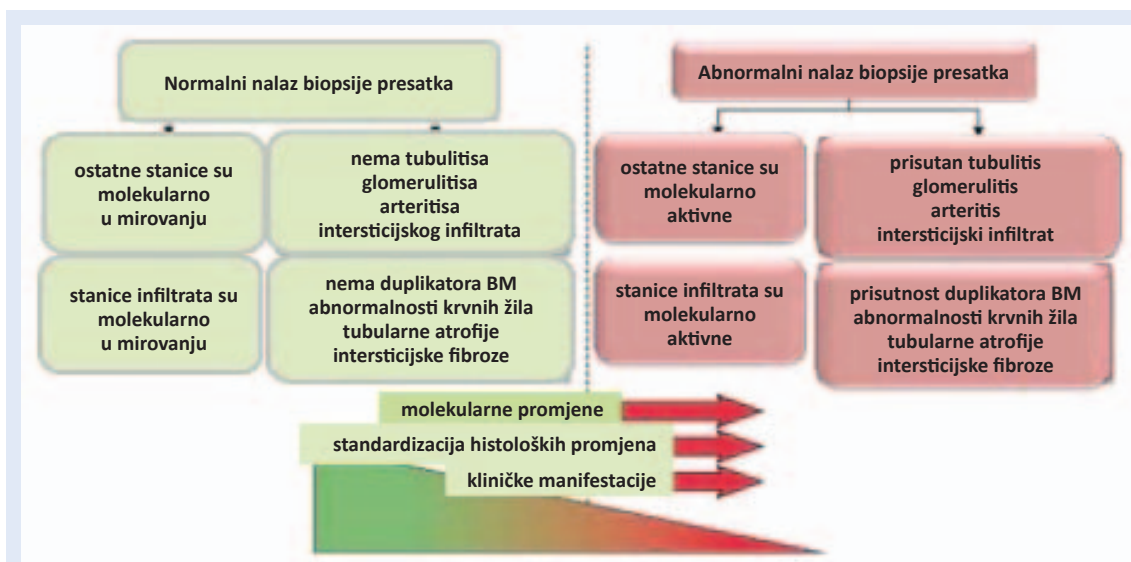 Normalni nalaz biopsije presatka
ostatne stanice su
molekularno
u mirovanju
nema tubulitisa
glomerulitisa
arteritisa
intersticijskog infiltrata
stanice infiltrata su
molekularno
u mirovanju
nema duplikatora BM
abnormalnosti krvnih žila
tubularne atrofije
intersticijske fibroze
Abnormalni nalaz biopsije presatka
ostatne stanice su
molekularno
aktivne
prisutan tubulitis
glomerulitis
arteritis
intersticijski infiltrat
stanice infiltrata su
molekularno
aktivne
prisutnost duplikatora BM
abnormalnosti krvnih žila
tubularne atrofije
intersticijske fibroze
molekularne promjene
standardizacija histoloških promjena
kliničke manifestacije